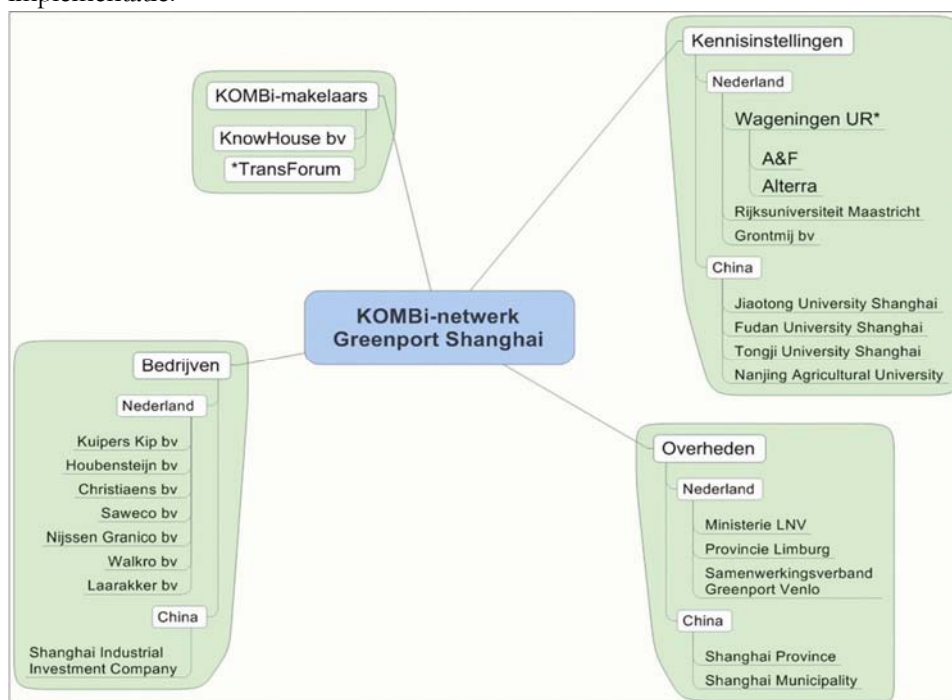 implementatie.
KOMBi-makelaars
KnowHouse bv
*TransForum
Kennisinstellingen
Nederland
Wageningen UR*
A&F
Alterra
Rijksuniversiteit Maastricht
Grontmij bv
China
Jiaotong University Shanghai
Fudan University Shanghai
Tongji University Shanghai
Nanjing Agricultural University
KOMBi-netwerk
Greenport Shanghai
Bedrijven
Nederland
Kuipers Kip bv
Houbensteijn bv
Christiaens bv
Saweco bv
Nijssen Granico bv
Walkro bv
Laarakker bv
China
Shanghai Industrial
Investment Company
Overheden
Nederland
Ministerie LNV
Provincie Limburg
Samenwerkingsverband
Greenport Venlo
China
Shanghai Province
Shanghai Municipality